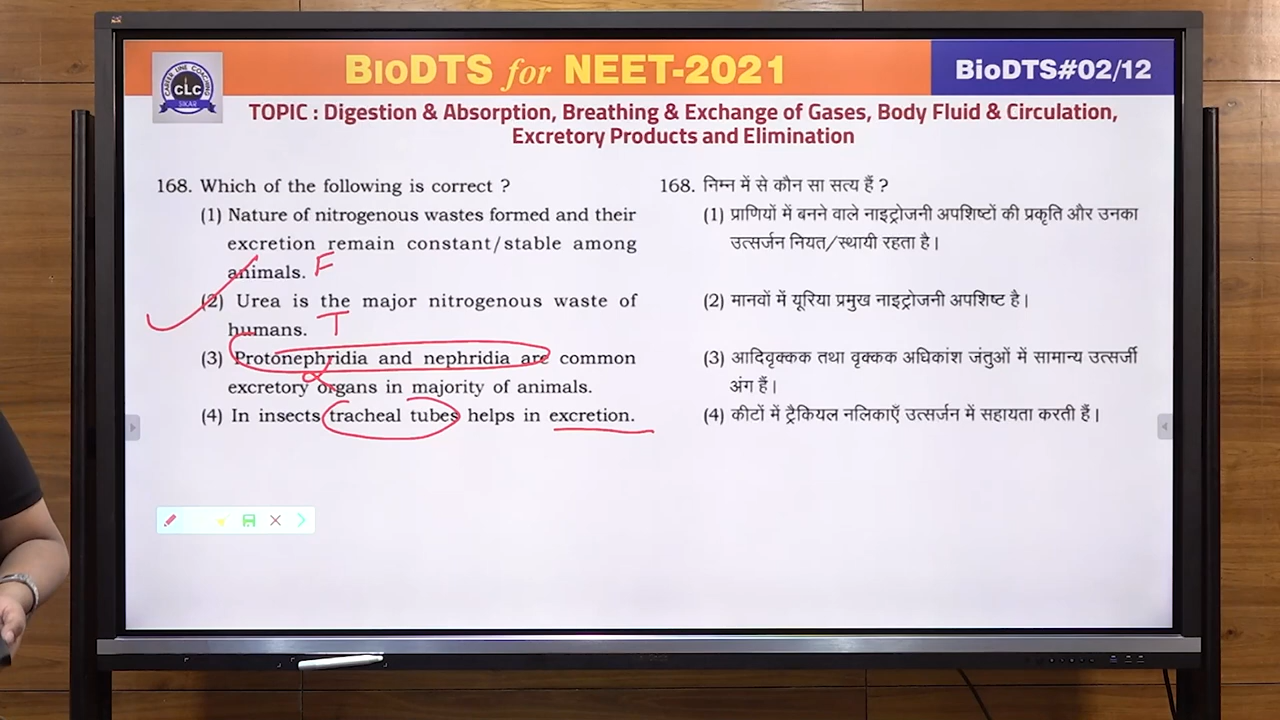 CAREER LINE COACHING
CLC
SIKAR
BIODTS for NEET-2021
BioDTS#02/12
TOPIC : Digestion & Absorption, Breathing & Exchange of Gases, Body Fluid & Circulation,
Excretory Products and Elimination
168. Which of the following is correct ?
(1) Nature of nitrogenous wastes formed and their
excretion remain constant/stable among
animals. F
(2) Urea is the major nitrogenous waste of
humans. T
(3) Protonephridia and nephridia are common
excretory organs in majority of animals.
(4) In insects tracheal tubes helps in excretion.
168. निम्न में से कौन सा सत्य हैं ?
(1) प्राणियों में बनने वाले नाइट्रोजनी अपशिष्टों की प्रकृति और उनका
उत्सर्जन नियत/स्थायी रहता है।
(2) मानवों में यूरिया प्रमुख नाइट्रोजनी अपशिष्ट है।
(3) आदिवृक्कक तथा वृक्कक अधिकांश जंतुओं में सामान्य उत्सर्जी
अंग हैं।
(4) कीटों में ट्रैकियल नलिकाएँ उत्सर्जन में सहायता करती हैं।